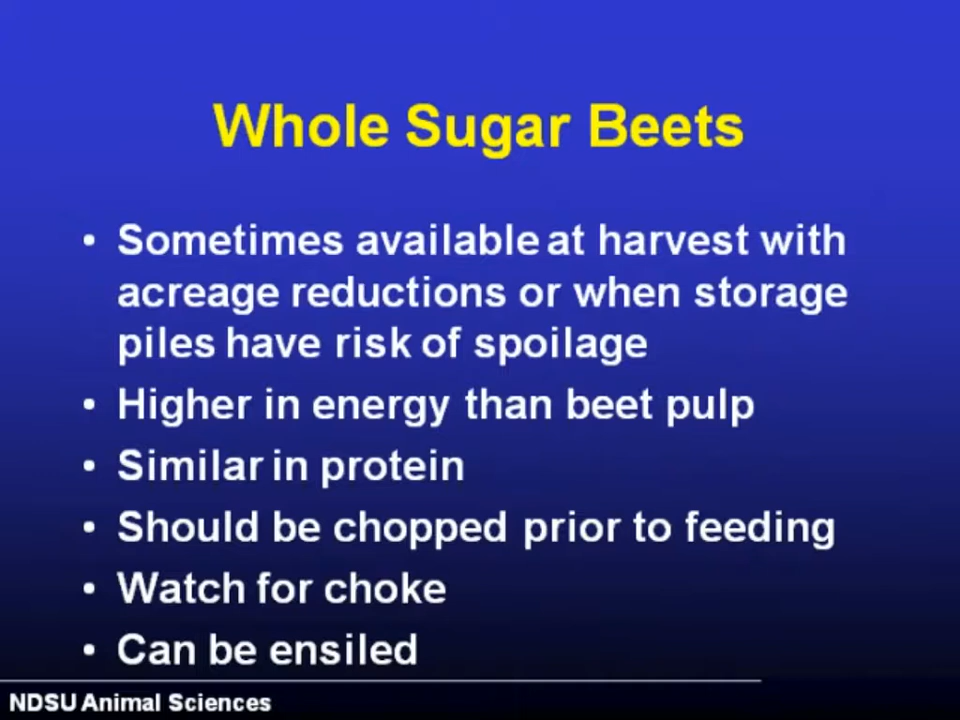 Whole Sugar Beets
• Sometimes available at harvest with
acreage reductions or when storage
piles have risk of spoilage
• Higher in energy than beet pulp
• Similar in protein
• Should be chopped prior to feeding
• Watch for choke
• Can be ensiled
NDSU Animal Sciences